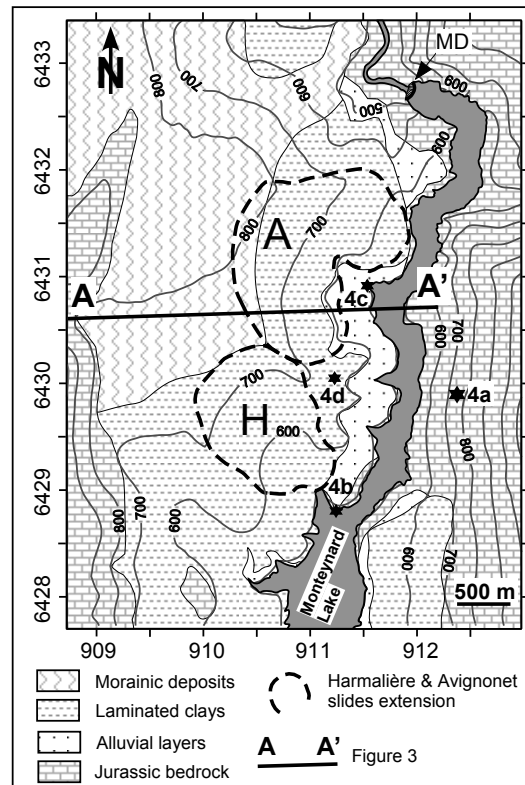 N
MD
6433
6432
6431
6430
6429
6428
800
700
600
500
600
600
800
700
A
A
A'
4c
700
600
700
4d
4a
H
600
800
4b
800
700
600
600
700
Monteynard
Lake
500 m
909
910
911
912
Morainic deposits
Laminated clays
Alluvial layers
Jurassic bedrock
Harmalière & Avignonet
slides extension
A A' Figure 3